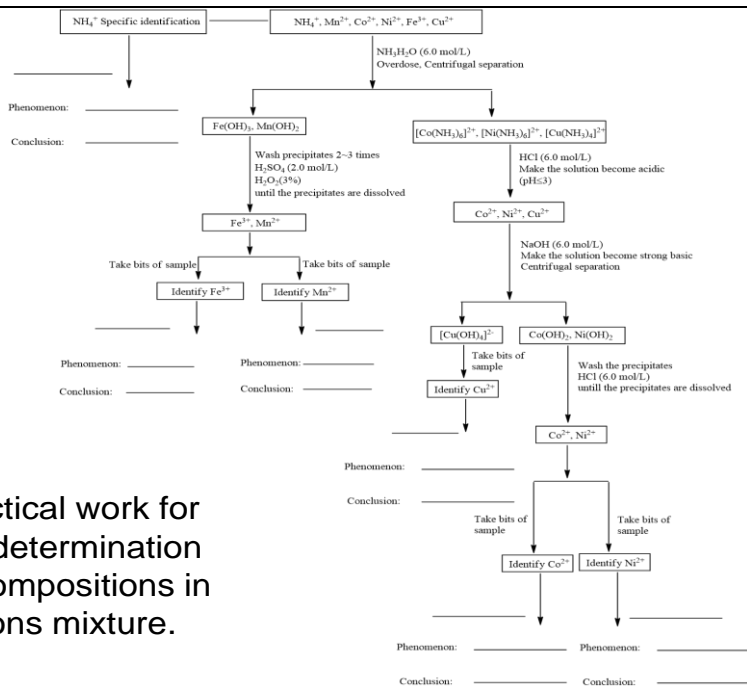 NH₄⁺ Specific identification
NH₄⁺, Mn²⁺, Co²⁺, Ni²⁺, Fe³⁺, Cu²⁺
NH₃H₂O (6.0 mol/L)
Overdose, Centrifugal separation
Phenomenon:
Conclusion:
Fe(OH)₃, Mn(OH)₂
[Co(NH₃)₆]²⁺, [Ni(NH₃)₆]²⁺, [Cu(NH₃)₄]²⁺
Wash precipitates 2~3 times
H₂SO₄ (2.0 mol/L)
H₂O₂(3%)
until the precipitates are dissolved
HCl (6.0 mol/L)
Make the solution become acidic
(pH≤3)
Fe³⁺, Mn²⁺
Co²⁺, Ni²⁺, Cu²⁺
NaOH (6.0 mol/L)
Make the solution become strong basic
Centrifugal separation
Take bits of sample
Take bits of sample
Identify Fe³⁺
Identify Mn²⁺
[Cu(OH)₄]²⁻
Co(OH)₂, Ni(OH)₂
Phenomenon:
Phenomenon:
Conclusion:
Conclusion:
Take bits of
sample
Wash the precipitates
HCl (6.0 mol/L)
untill the precipitates are dissolved
Identify Cu²⁺
Co²⁺, Ni²⁺
Phenomenon:
Conclusion:
Take bits of
sample
Take bits of
sample
Identify Co²⁺
Identify Ni²⁺
Phenomenon:
Phenomenon:
Conclusion:
Conclusion:
ctical work for
determination
ompositions in
ons mixture.